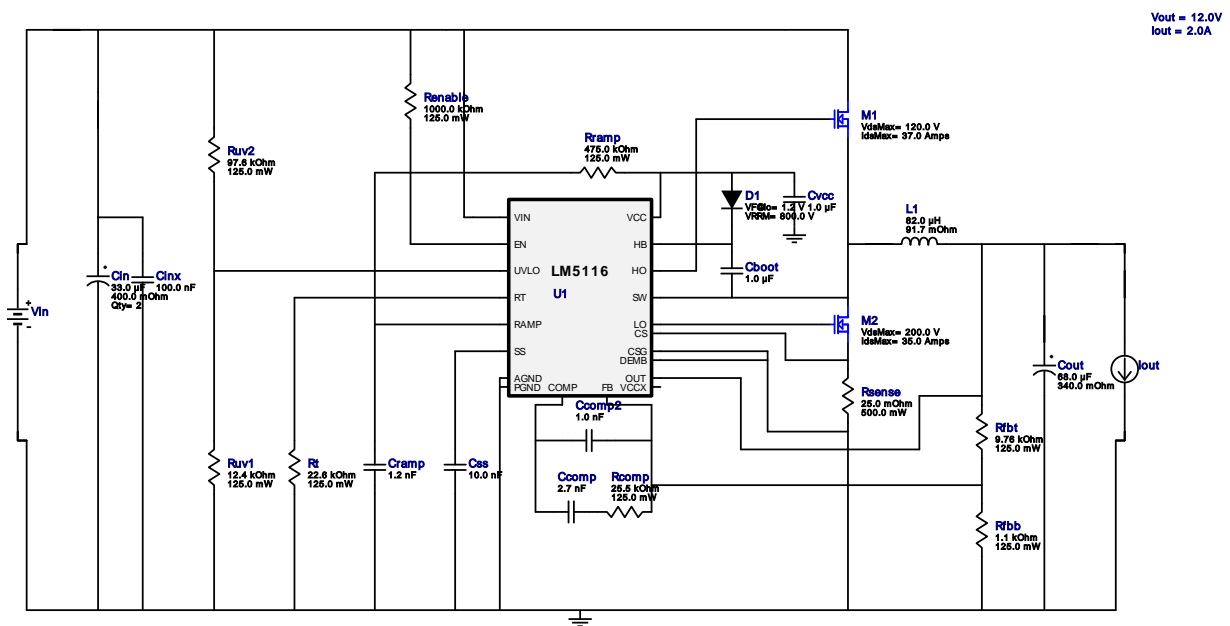 Vout = 12.0V
Iout = 2.0A
Renable
1000.0 kOhm
125.0 mW
M1
VdsMax= 120.0 V
IdsMax= 37.0 Amps
Rramp
475.0 kOhm
125.0 mW
Ruv2
97.6 kOhm
125.0 mW
D1
VRRM= 600.0 V
Cvcc
1.0 µF
L1
82.0 µH
91.7 mOhm
VIN
VCC
EN
HB
UVLO
LM5116
HO
U1
RT
SW
RAMP
LO
CS
SS
CSG
DEMB
AGND
OUT
PGND
COMP
FB
VCCX
Cboot
1.0 µF
Cin
33.0 µF
400.0 mOhm
Qty= 2
Cinx
100.0 nF
Vin
+
-
M2
VdsMax= 200.0 V
IdsMax= 35.0 Amps
Cout
68.0 µF
340.0 mOhm
Iout
Rsense
25.0 mOhm
500.0 mW
Ccomp2
1.0 nF
Rfbt
9.76 kOhm
125.0 mW
Ruv1
12.4 kOhm
125.0 mW
Rt
22.6 kOhm
125.0 mW
Cramp
1.2 nF
Css
10.0 nF
Ccomp
2.7 nF
Rcomp
25.5 kOhm
125.0 mW
Rfbb
1.1 kOhm
125.0 mW